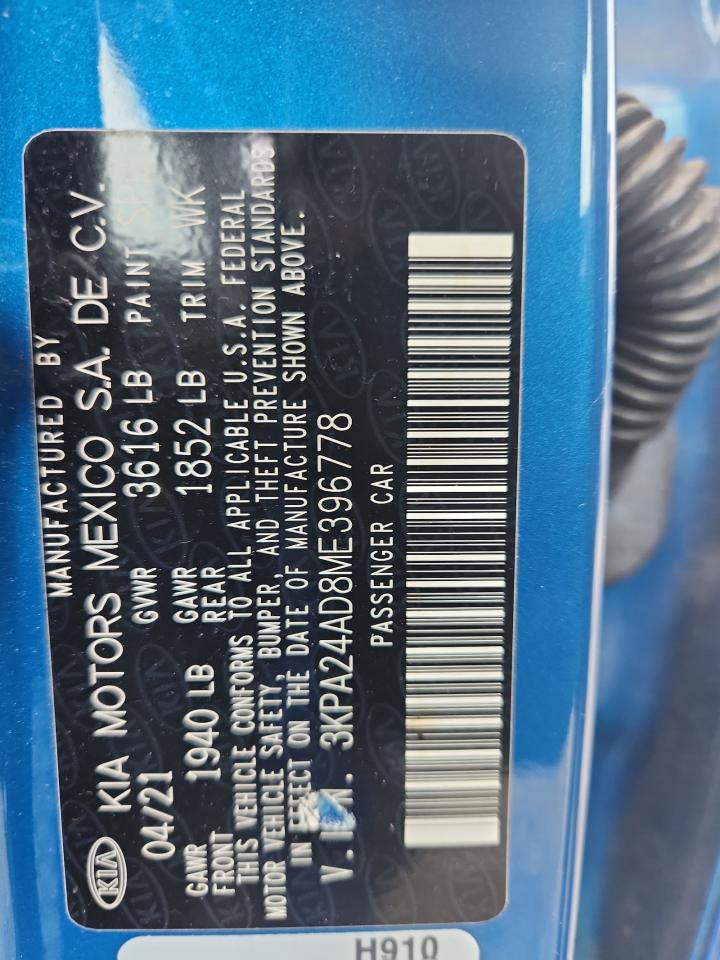 MANUFACTURED BY
KIA KIA MOTORS MEXICO S.A. DE C.V.
04/21 GVWR 3616 LB PAINT
GAWR FRONT 1940 LB GAWR REAR 1852 LB TRIM WK
THIS VEHICLE CONFORMS TO ALL APPLICABLE U.S.A. FEDERAL
MOTOR VEHICLE SAFETY, BUMPER, AND THEFT PREVENTION STANDARDS
IN EFFECT ON THE DATE OF MANUFACTURE SHOWN ABOVE.
V.I.N. 3KPA24AD8ME396778
PASSENGER CAR
H910